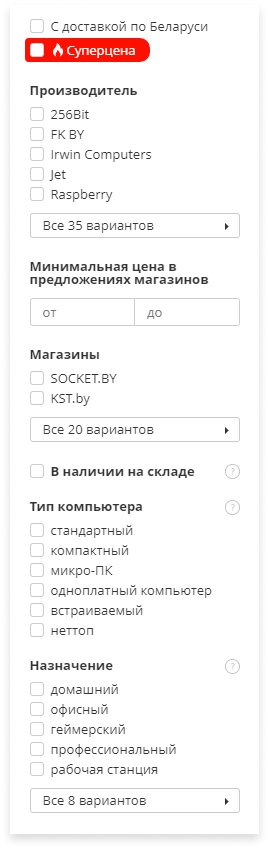 С доставкой по Беларуси
Суперцена
Производитель
256Bit
FK BY
Irwin Computers
Jet
Raspberry
Все 35 вариантов
Минимальная цена в
предложениях магазинов
от до
Магазины
SOCKET.BY
KST.by
Все 20 вариантов
В наличии на складе ?
Тип компьютера ?
стандартный
компактный
микро-ПК
одноплатный компьютер
встраиваемый
неттоп
Назначение ?
домашний
офисный
геймерский
профессиональный
рабочая станция
Все 8 вариантов